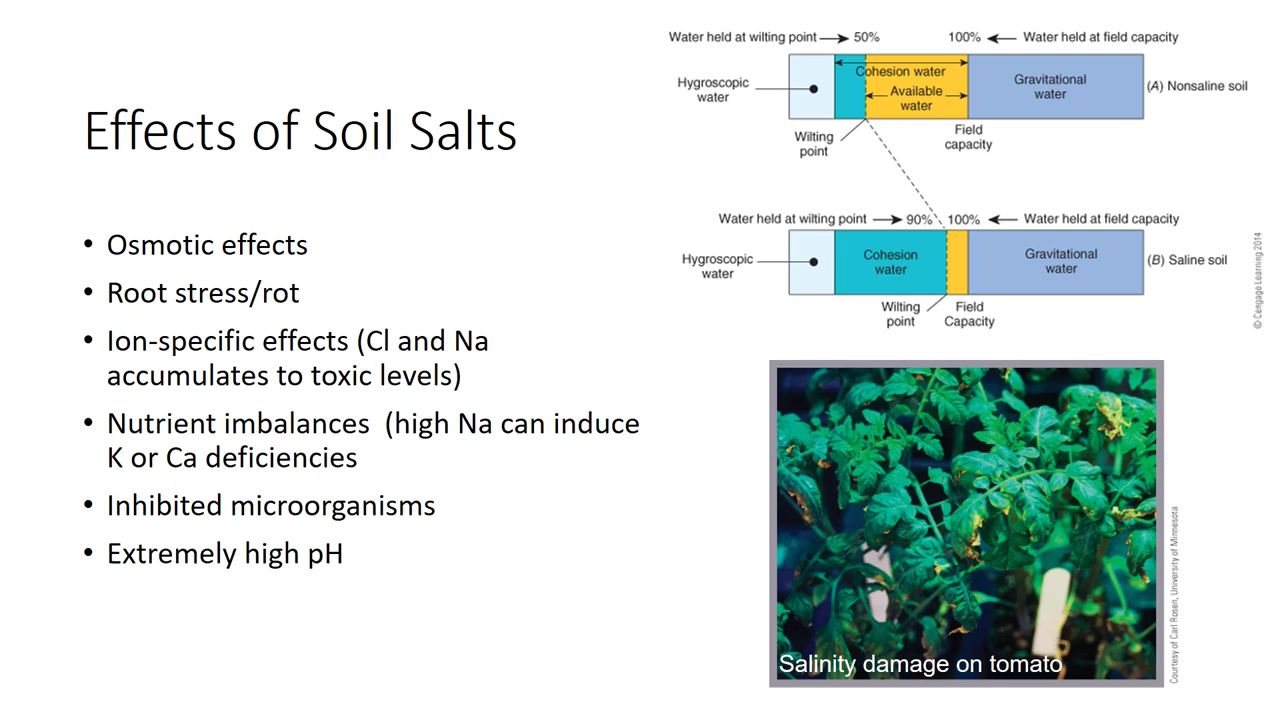 Effects of Soil Salts
• Osmotic effects
• Root stress/rot
• Ion-specific effects (Cl and Na
accumulates to toxic levels)
• Nutrient imbalances  (high Na can induce
K or Ca deficiencies
• Inhibited microorganisms
• Extremely high pH
Water held at wilting point
50%
100%
Water held at field capacity
Hygroscopic
water
Cohesion water
Available
water
Gravitational
water
(A) Nonsaline soil
Wilting
point
Field
capacity
Water held at wilting point
90%
100%
Water held at field capacity
Hygroscopic
water
Cohesion
water
Gravitational
water
(B) Saline soil
Wilting
point
Field
Capacity
© Cengage Learning 2014
Salinity damage on tomato
Courtesy of Carl Rosen, University of Minnesota